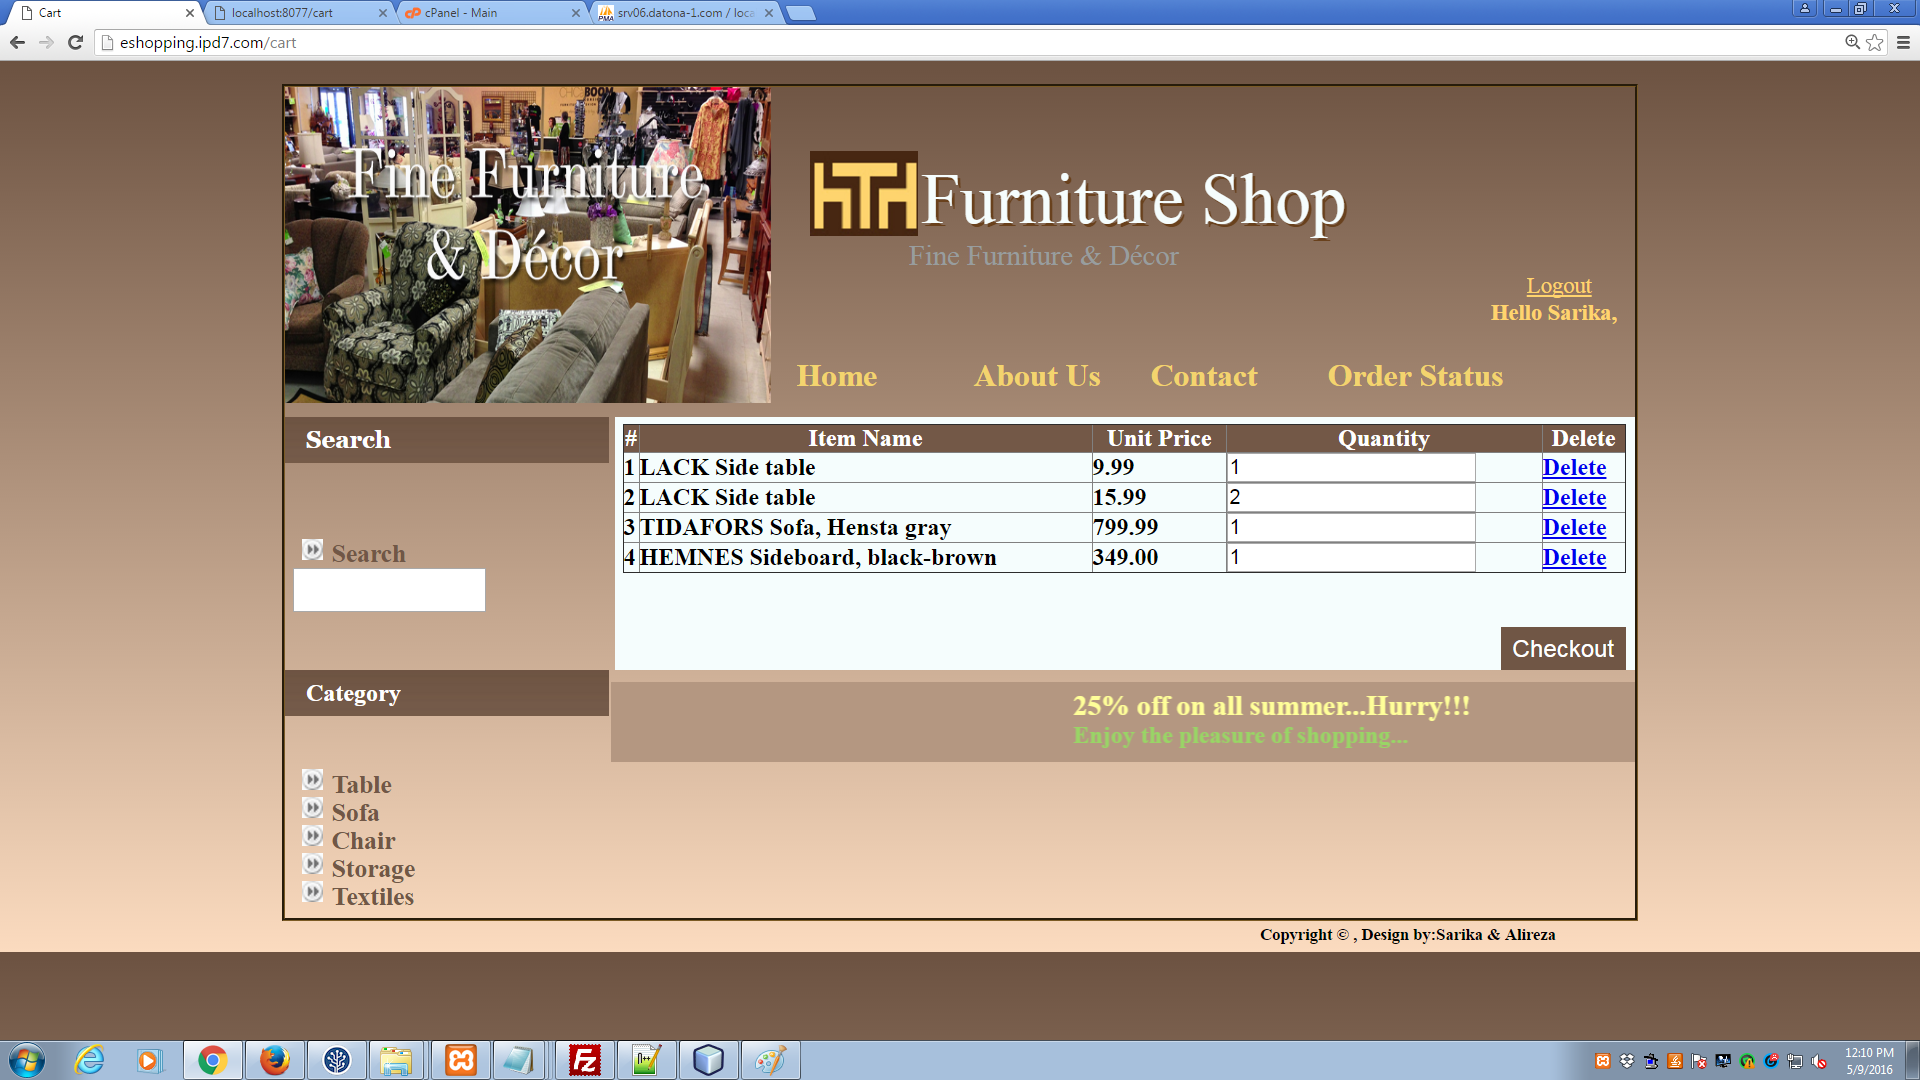 Cart
localhost:8077/cart
cPanel - Main
srv06.datona-1.com / loca
eshopping.ipd7.com/cart
BOOM
Fine Furniture
& Décor
HTH
Furniture Shop
Fine Furniture & Décor
Logout
Hello Sarika,
Home About Us Contact Order Status
Search
Search
# Item Name Unit Price Quantity Delete
1 LACK Side table 9.99 1 Delete
2 LACK Side table 15.99 2 Delete
3 TIDAFORS Sofa, Hensta gray 799.99 1 Delete
4 HEMNES Sideboard, black-brown 349.00 1 Delete
Checkout
Category
25% off on all summer...Hurry!!!
Enjoy the pleasure of shopping...
Table
Sofa
Chair
Storage
Textiles
Copyright © , Design by:Sarika & Alireza
12:10 PM
5/9/2016